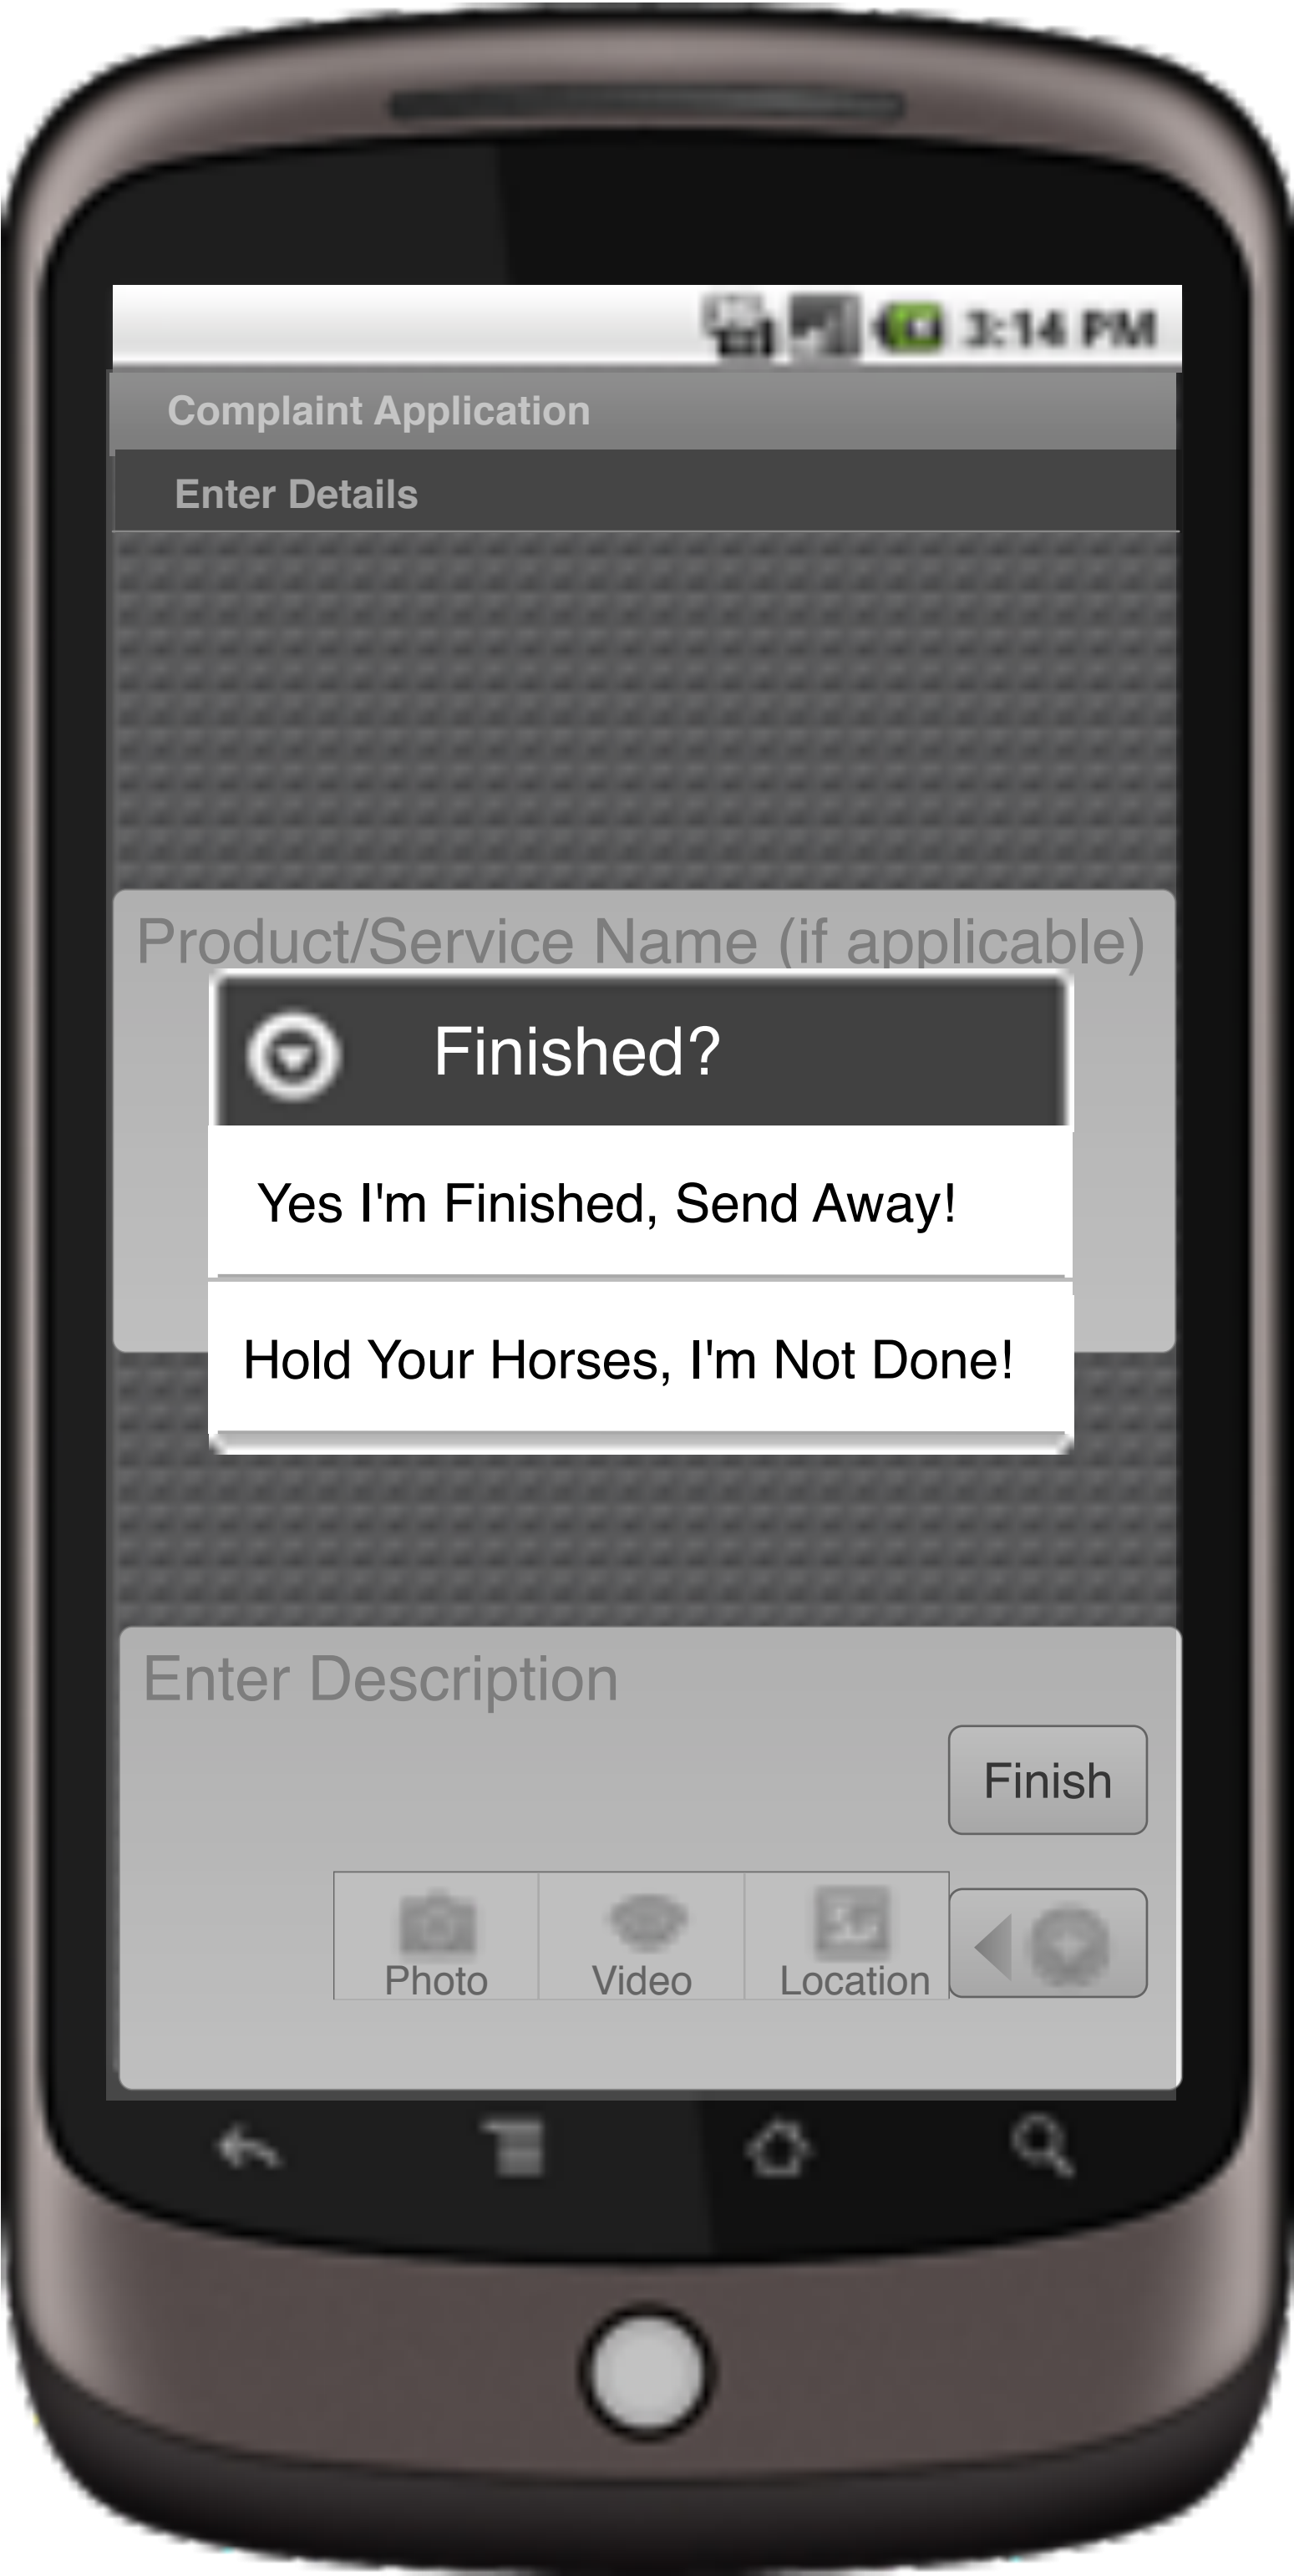 3:14 PM
Complaint Application
Enter Details
Product/Service Name (if applicable)
Finished?
Yes I'm Finished, Send Away!
Hold Your Horses, I'm Not Done!
Enter Description
Finish
Photo Video Location